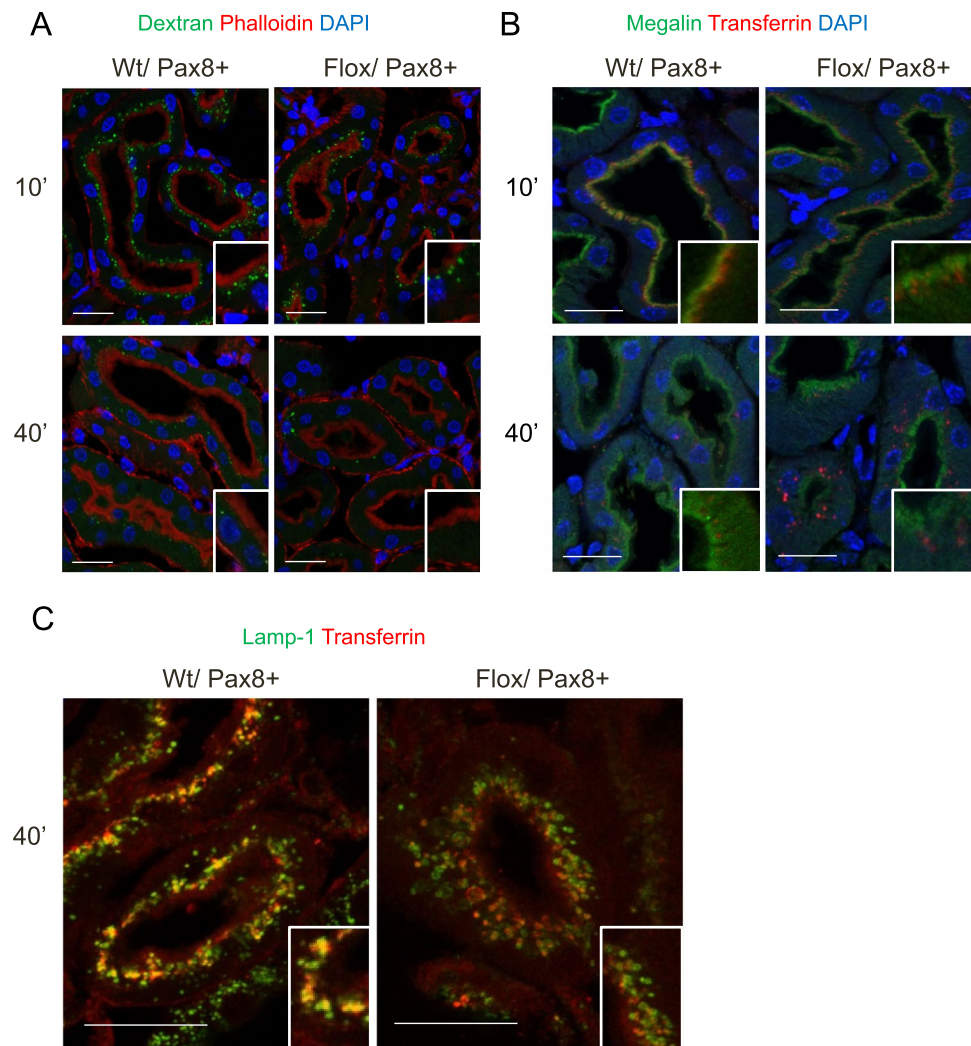 A
Dextran Phalloidin DAPI
Wt/ Pax8+ Flox/ Pax8+
10’
40’
B
Megalin Transferrin DAPI
Wt/ Pax8+ Flox/ Pax8+
10’
40’
C
Lamp-1 Transferrin
Wt/ Pax8+ Flox/ Pax8+
40’